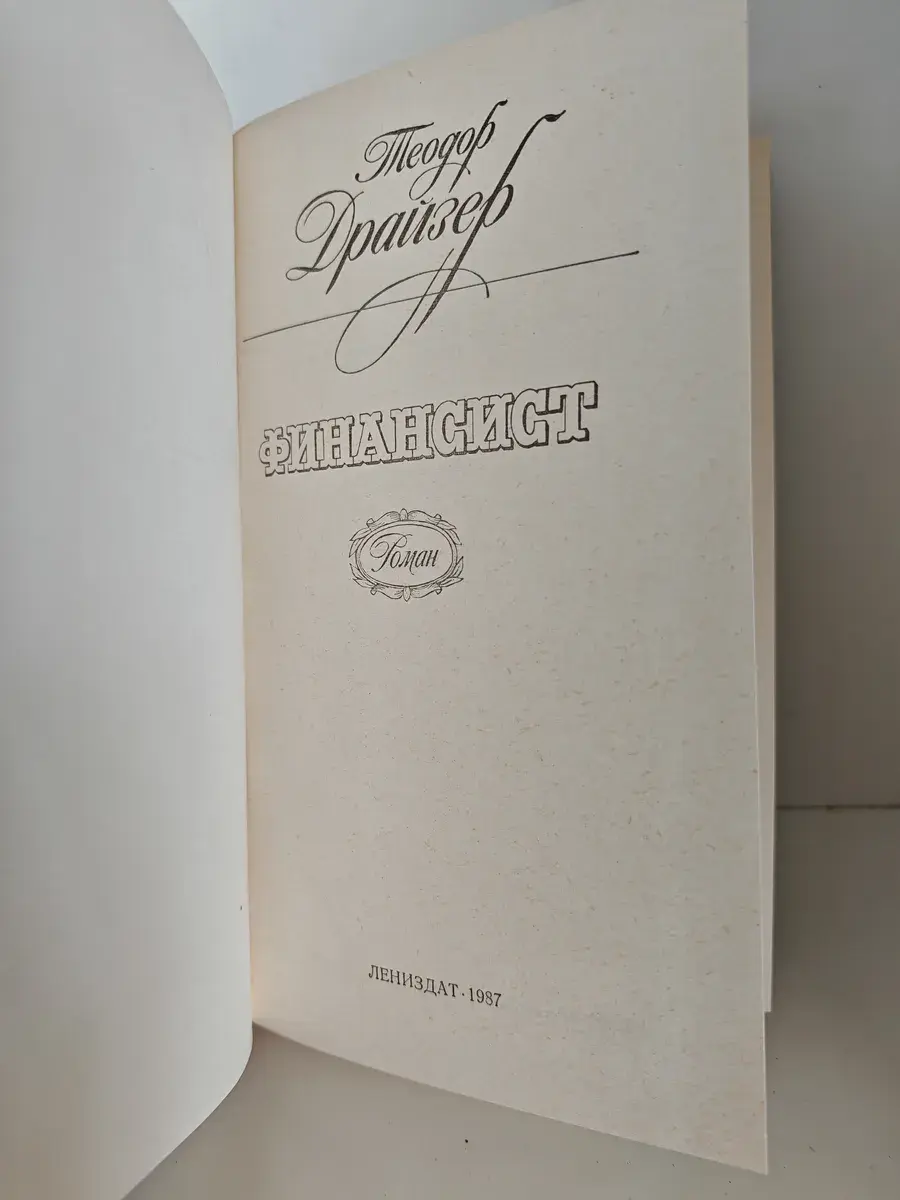 Теодор
Драйзер
ФИНАНСИСТ
Роман
ЛЕНИЗДАТ · 1987